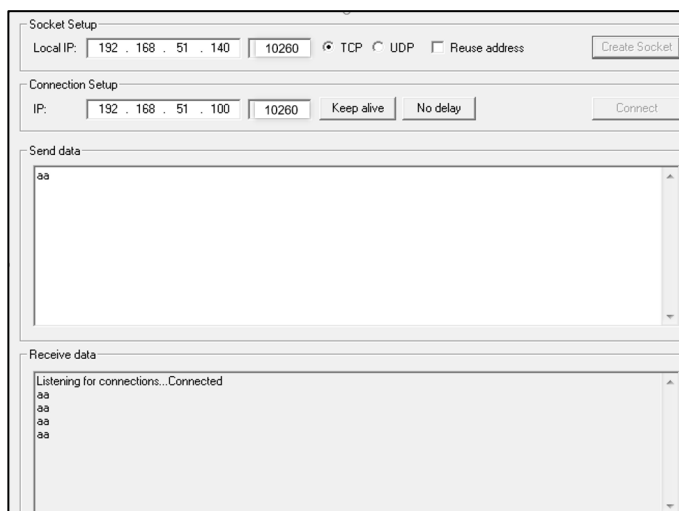 Socket Setup
Local IP: 192 . 168 . 51 . 140 10260 TCP UDP Reuse address Create Socket
Connection Setup
IP: 192 . 168 . 51 . 100 10260 Keep alive No delay Connect
Send data
aa
Receive data
Listening for connections...Connected
aa
aa
aa
aa